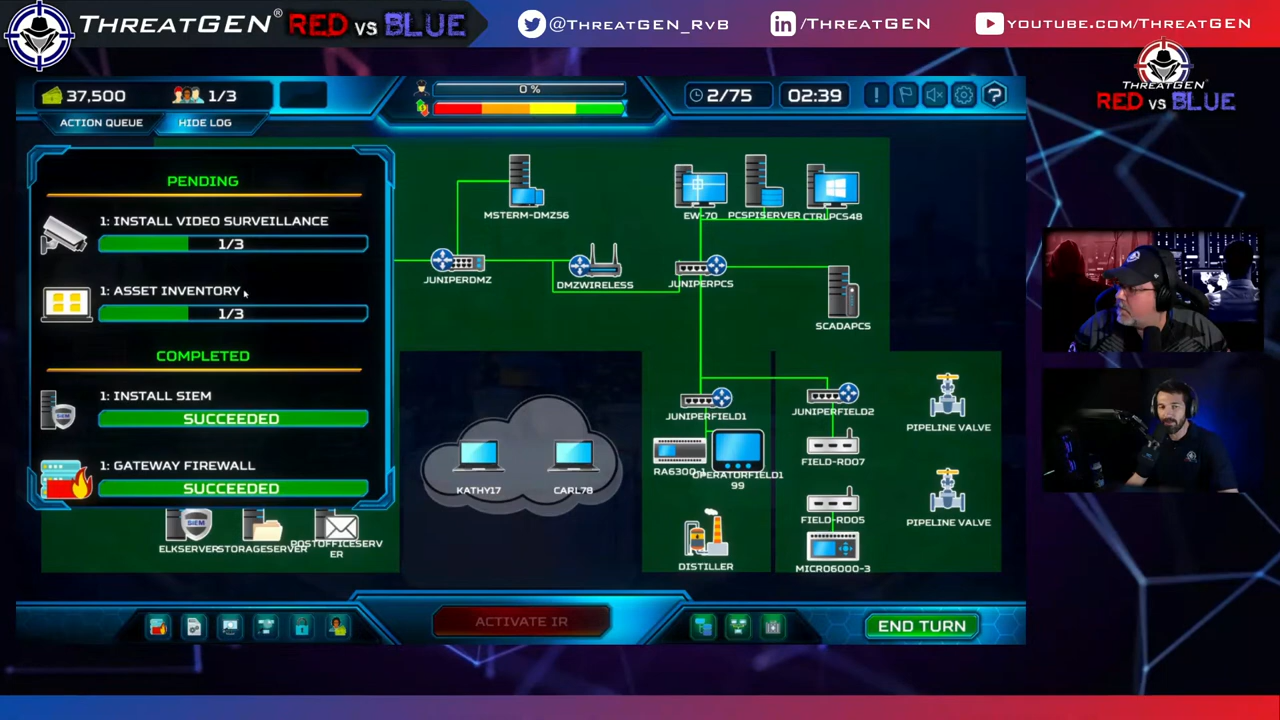 THREATGEN® RED VS BLUE
@THREATGEN_RVB
/THREATGEN
YOUTUBE.COM/THREATGEN
THREATGEN
RED VS BLUE
37,500
1/3
0 %
2/75
02:39
ACTION QUEUE
HIDE LOG
PENDING
1: INSTALL VIDEO SURVEILLANCE
1/3
1: ASSET INVENTORY
1/3
COMPLETED
1: INSTALL SIEM
SUCCEEDED
1: GATEWAY FIREWALL
SUCCEEDED
MSTERM-DMZ56
EW-70
PCSPISERVER
CTRLPCS48
JUNIPERDMZ
DMZWIRELESS
JUNIPERPCS
SCADAPCS
JUNIPERFIELD1
JUNIPERFIELD2
PIPELINE VALVE
KATHY17
CARL78
OPERATORFIELD1
99
FIELD-RD07
FIELD-RD05
PIPELINE VALVE
SIEM
ELKSERVER
STORAGESERVER
POSTOFFICESERV
ER
DISTILLER
MICRO6000-3
ACTIVATE IR
END TURN